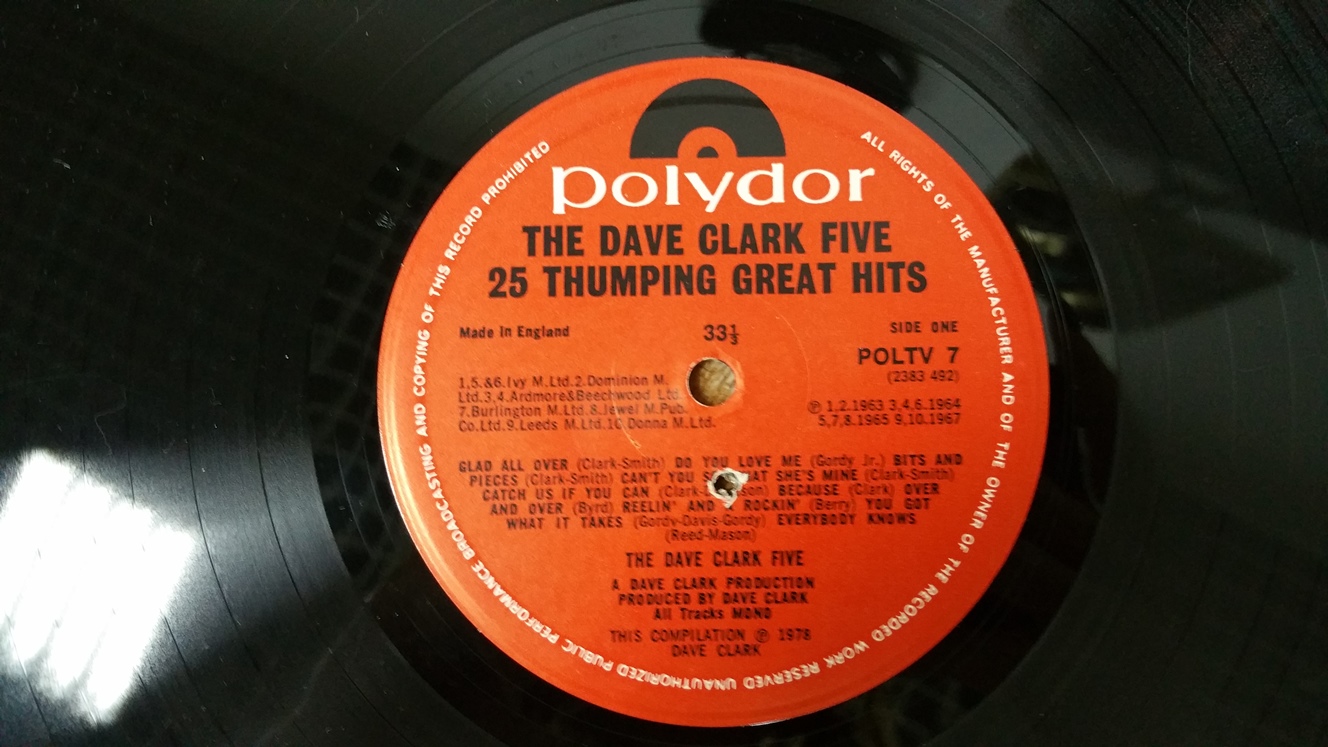 polydor
THE DAVE CLARK FIVE
25 THUMPING GREAT HITS
Made in England
33⅓
SIDE ONE
POLTV 7
(2383 492)
1,5.&6.Ivy M.Ltd.2.Dominion M.
Ltd.3,4.Ardmore&Beechwood Ltd.
7.Burlington M.Ltd.8.Jewel M.Pub.
Co.Ltd.9.Leeds M.Ltd.10.Donna M.Ltd.
℗ 1,2.1963 3,4,6.1964
5,7,8.1965 9,10.1967
GLAD ALL OVER (Clark-Smith) DO YOU LOVE ME (Gordy Jr.) BITS AND
PIECES (Clark-Smith) CAN'T YOU SHE'S MINE (Clark-Smith)
CATCH US IF YOU CAN BECAUSE (Clark) OVER
AND OVER (Byrd) REELIN' AND ROCKIN' (Berry) YOU GOT
WHAT IT TAKES (Gordy-Davis-Gordy) EVERYBODY KNOWS
(Reed-Mason)
THE DAVE CLARK FIVE
A DAVE CLARK PRODUCTION
PRODUCED BY DAVE CLARK
All Tracks MONO
THIS COMPILATION ℗ 1978
DAVE CLARK
ALL RIGHTS OF THE MANUFACTURER AND OF THE OWNER OF THE RECORDED WORK RESERVED UNAUTHORIZED PUBLIC PERFORMANCE BROADCASTING AND COPYING OF THIS RECORD PROHIBITED